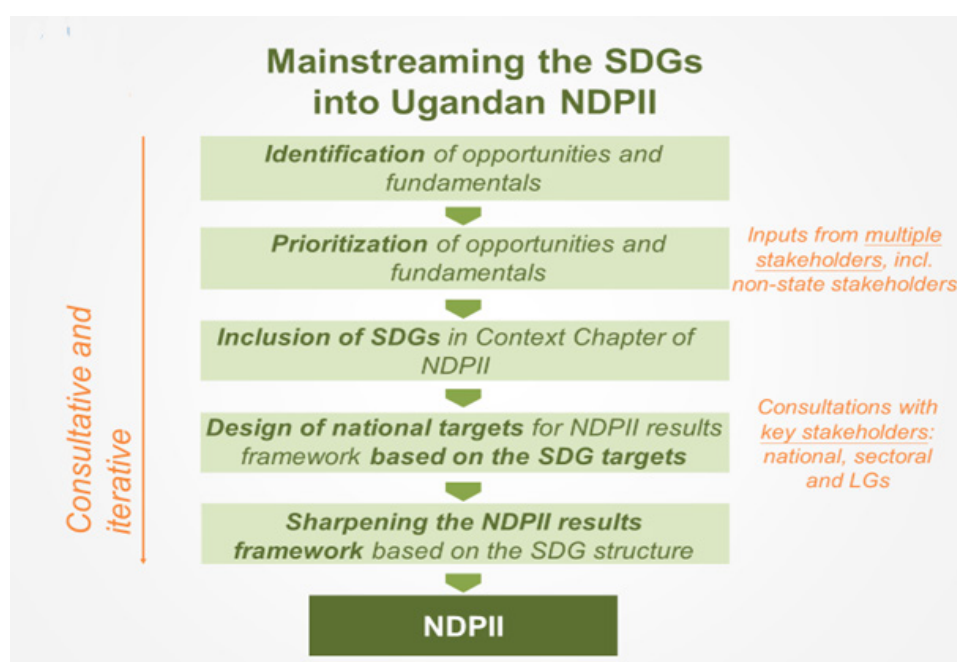 Mainstreaming the SDGs
into Ugandan NDPII
Identification of opportunities and
fundamentals
Prioritization of opportunities and
fundamentals
Inputs from multiple
stakeholders, incl.
non-state stakeholders
Inclusion of SDGs in Context Chapter of
NDPII
Design of national targets for NDPII results
framework based on the SDG targets
Consultations with
key stakeholders:
national, sectoral
and LGs
Sharpening the NDPII results
framework based on the SDG structure
NDPII
Consultative and
iterative